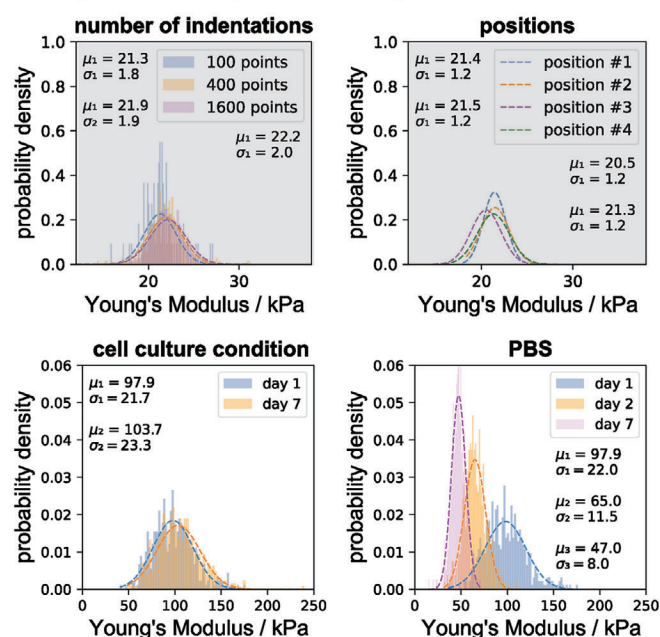 number of indentations
μ₁ = 21.3
σ₁ = 1.8
μ₁ = 21.9
σ₂ = 1.9
100 points
400 points
1600 points
μ₁ = 22.2
σ₁ = 2.0
probability density
1.0
0.8
0.6
0.4
0.2
0.0
20
30
Young's Modulus / kPa
positions
μ₁ = 21.4
σ₁ = 1.2
μ₁ = 21.5
σ₁ = 1.2
position #1
position #2
position #3
position #4
μ₁ = 20.5
σ₁ = 1.2
μ₁ = 21.3
σ₁ = 1.2
probability density
1.0
0.8
0.6
0.4
0.2
0.0
20
30
Young's Modulus / kPa
cell culture condition
μ₁ = 97.9
σ₁ = 21.7
μ₂ = 103.7
σ₂ = 23.3
day 1
day 7
probability density
0.06
0.05
0.04
0.03
0.02
0.01
0.00
0
50
100
150
200
250
Young's Modulus / kPa
PBS
day 1
day 2
day 7
μ₁ = 97.9
σ₁ = 22.0
μ₂ = 65.0
σ₂ = 11.5
μ₃ = 47.0
σ₃ = 8.0
probability density
0.06
0.05
0.04
0.03
0.02
0.01
0.00
0
50
100
150
200
250
Young's Modulus / kPa